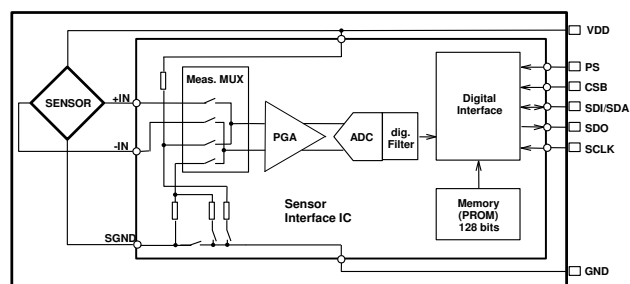 VDD
PS
Meas. MUX
SENSOR
+IN
Digital
Interface
CSB
SDI/SDA
PGA
ADC
dig.
Filter
SDO
-IN
SCLK
Sensor
Interface IC
Memory
(PROM)
128 bits
SGND
GND